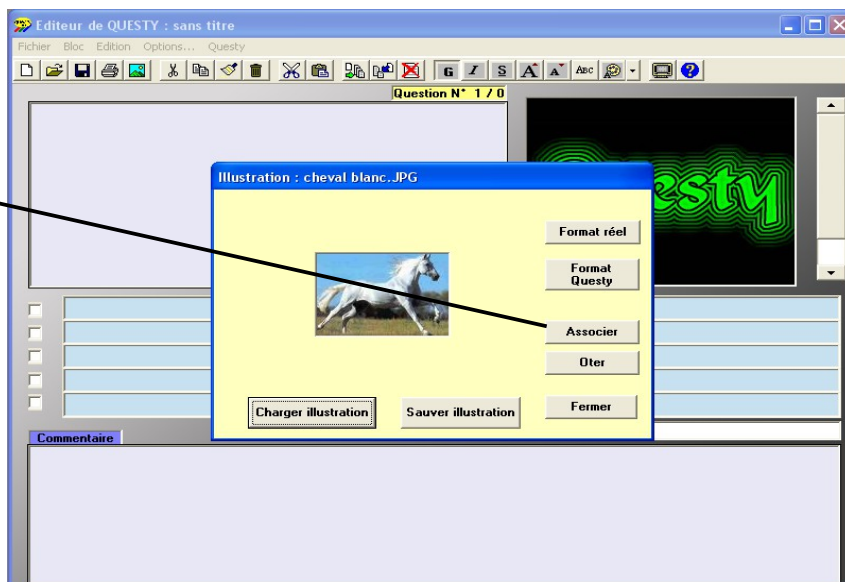 Editeur de QUESTY : sans titre
Fichier Bloc Edition Options... Questy
G I S A A ABC
Question N° 1 / 0
esty
Illustration : cheval blanc.JPG
Format réel
Format
Questy
Associer
Oter
Charger illustration Sauver illustration Fermer
Commentaire